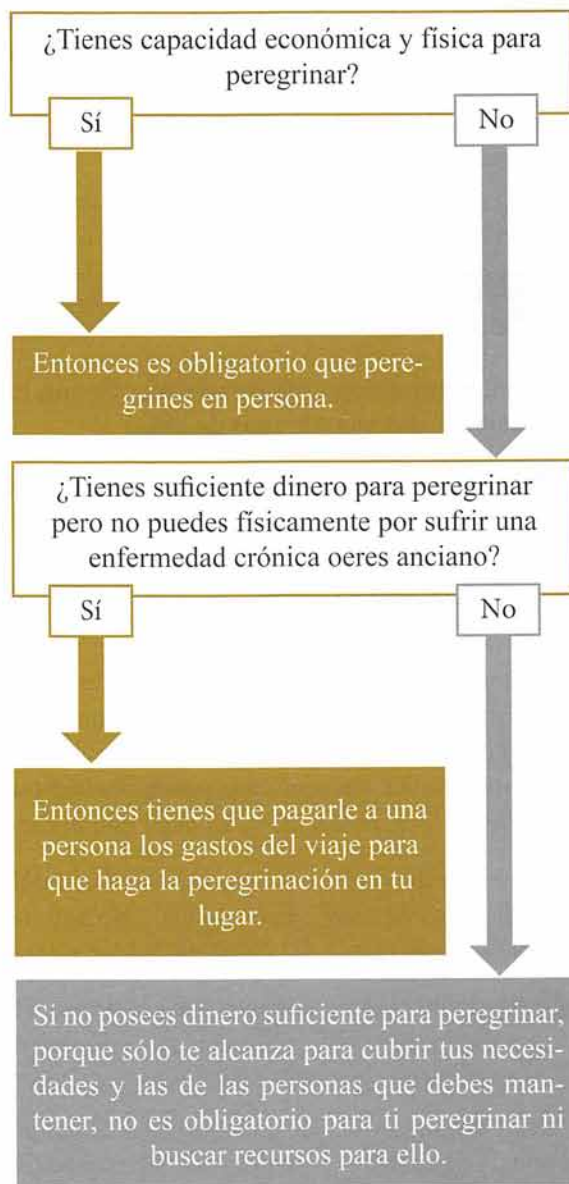 ¿Tienes capacidad económica y física para
peregrinar?
Sí
No
Entonces es obligatorio que pere-
grines en persona.
¿Tienes suficiente dinero para peregrinar
pero no puedes físicamente por sufrir una
enfermedad crónica oeres anciano?
Sí
No
Entonces tienes que pagarle a una
persona los gastos del viaje para
que haga la peregrinación en tu
lugar.
Si no posees dinero suficiente para peregrinar,
porque sólo te alcanza para cubrir tus necesi-
dades y las de las personas que debes man-
tener, no es obligatorio para ti peregrinar ni
buscar recursos para ello.